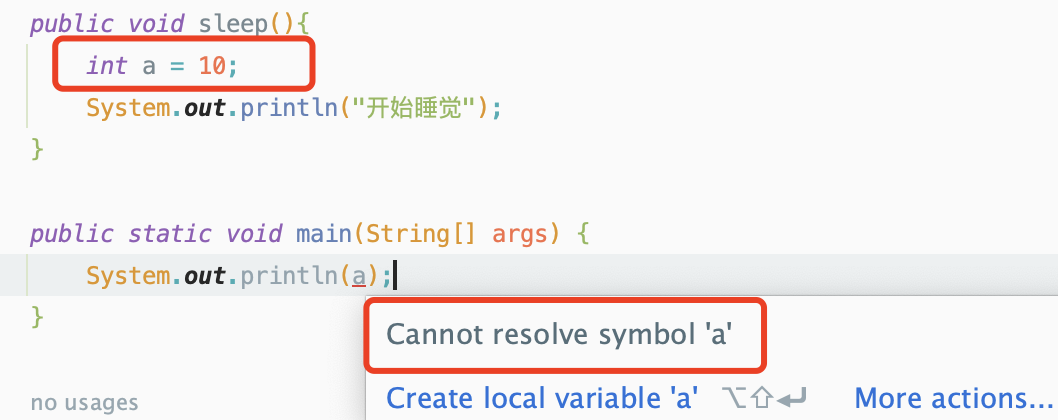 public void sleep(){
int a = 10;
System.out.println("开始睡觉");
}
public static void main(String[] args) {
System.out.println(a);
}
Cannot resolve symbol 'a'
Create local variable 'a' ⌥⇧↩ More actions...
no usages